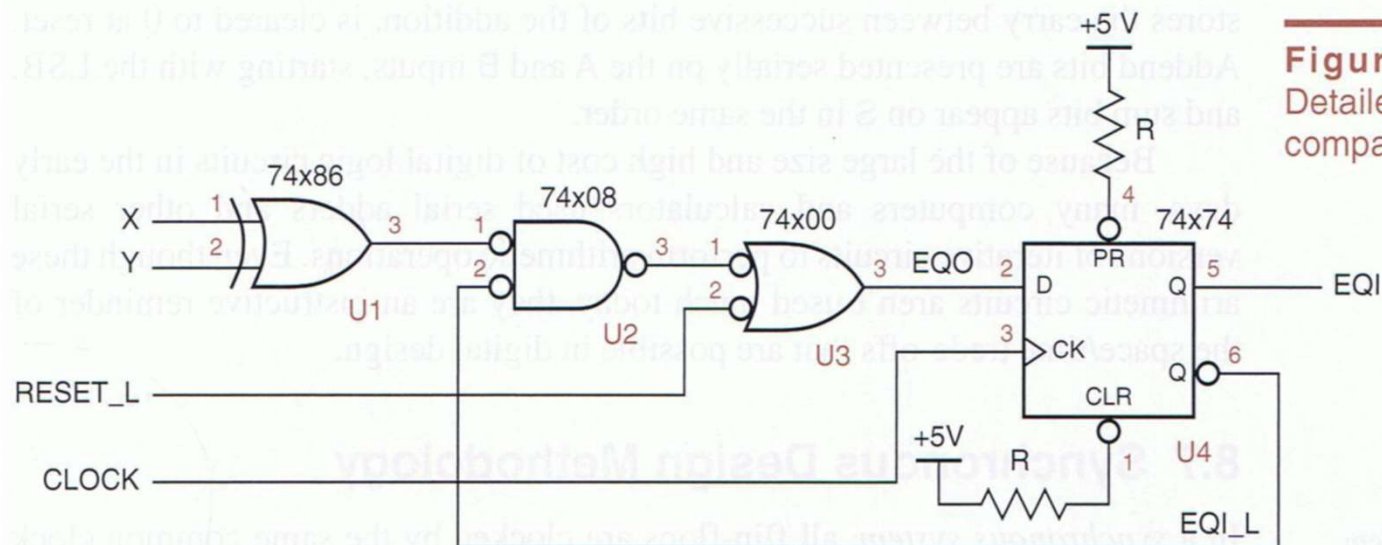 +5 V
Figur
Detaile
compa
R
74x86
74x08
74x00
4
74x74
X
1
3
1
3
1
3
EQO
2
D
PR
Q
5
EQI
Y
2
2
2
U1
U2
U3
3
CK
Q
6
RESET_L
CLR
+5V
R
1
U4
CLOCK
EQI_L
stores the carry between successive bits of the addition, is cleared to 0 at reset.
Addend bits are presented serially on the A and B inputs, starting with the LSB,
and sum bits appear on S in the same order.
Because of the large size and high cost of digital logic circuits in the early
days, many computers and calculators used serial adders and other serial
versions of iterative circuits to perform arithmetic operations. Even though these
arithmetic circuits aren't used much today, they are an instructive reminder of
the space/time trade-offs that are possible in digital design.
8.7 Synchronous Design Methodology
In a synchronous system, all flip-flops are clocked by the same common clock